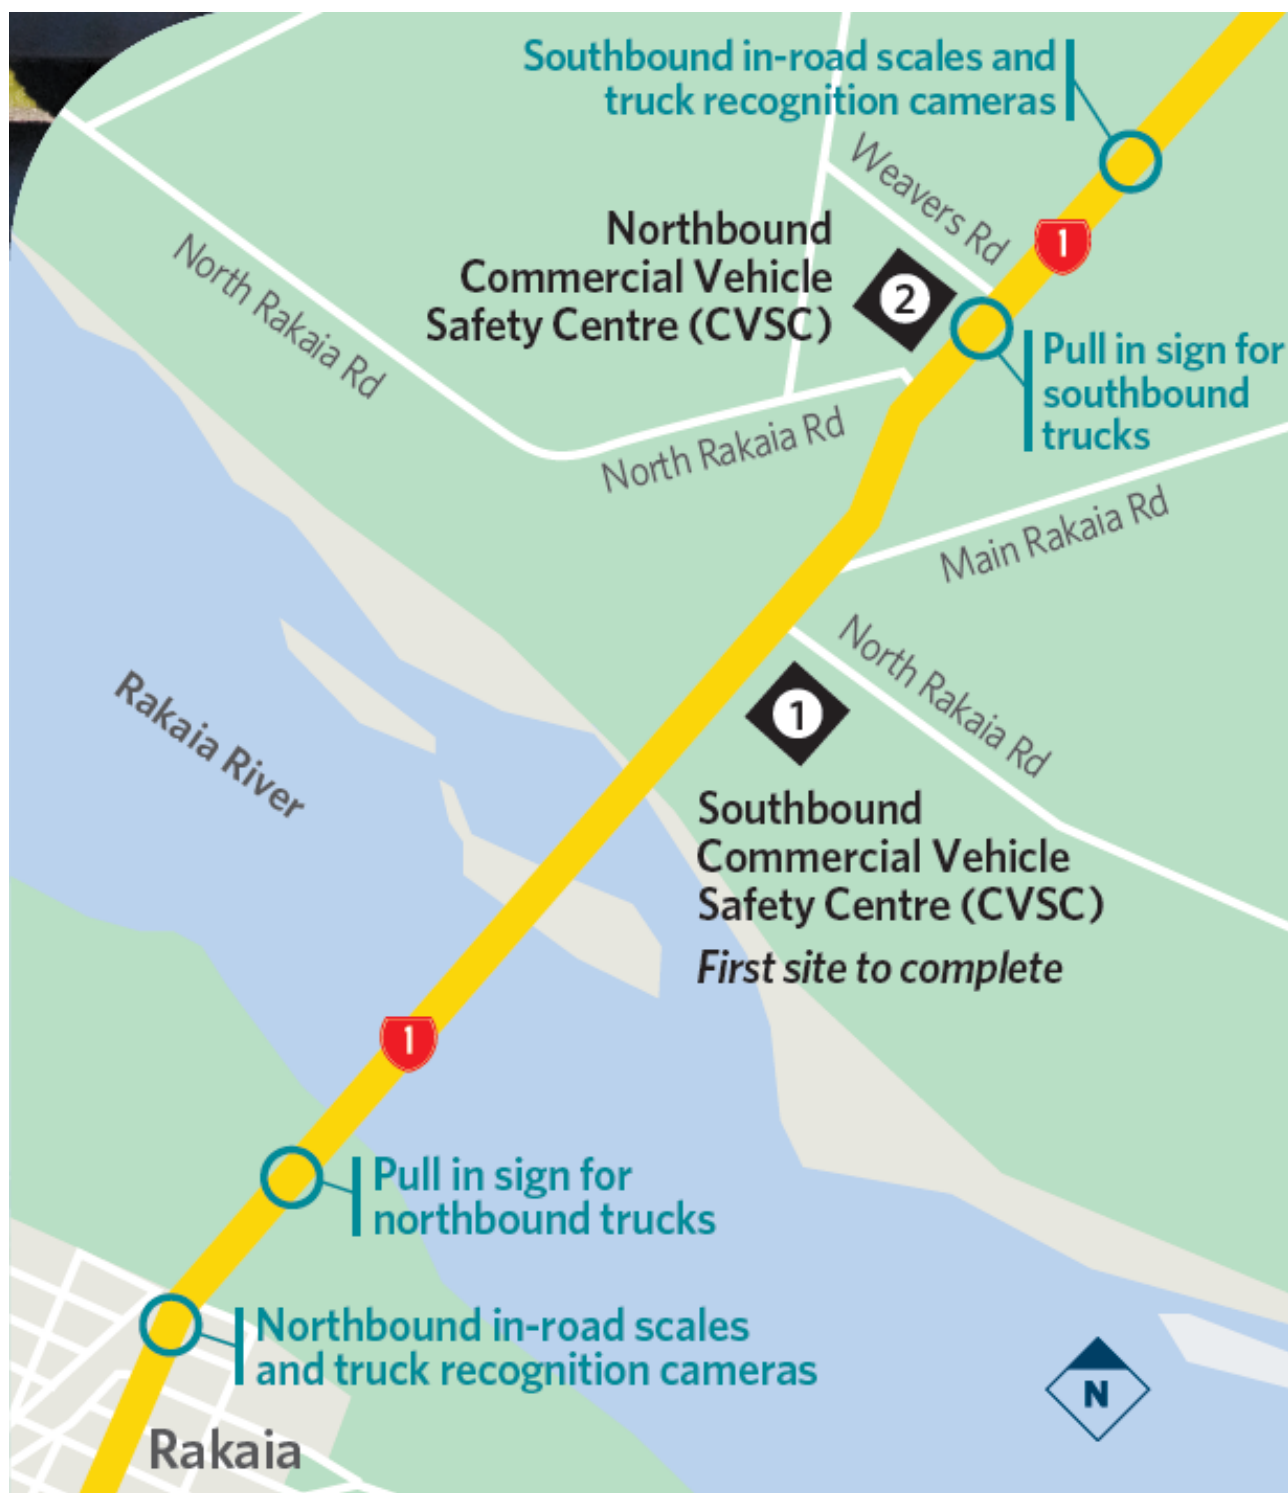 Southbound in-road scales and
truck recognition cameras
Weavers Rd
1
Northbound
Commercial Vehicle
Safety Centre (CVSC)
2
North Rakaia Rd
Pull in sign for
southbound
trucks
North Rakaia Rd
Main Rakaia Rd
North Rakaia Rd
1
Rakaia River
Southbound
Commercial Vehicle
Safety Centre (CVSC)
First site to complete
1
Pull in sign for
northbound trucks
Northbound in-road scales
and truck recognition cameras
N
Rakaia